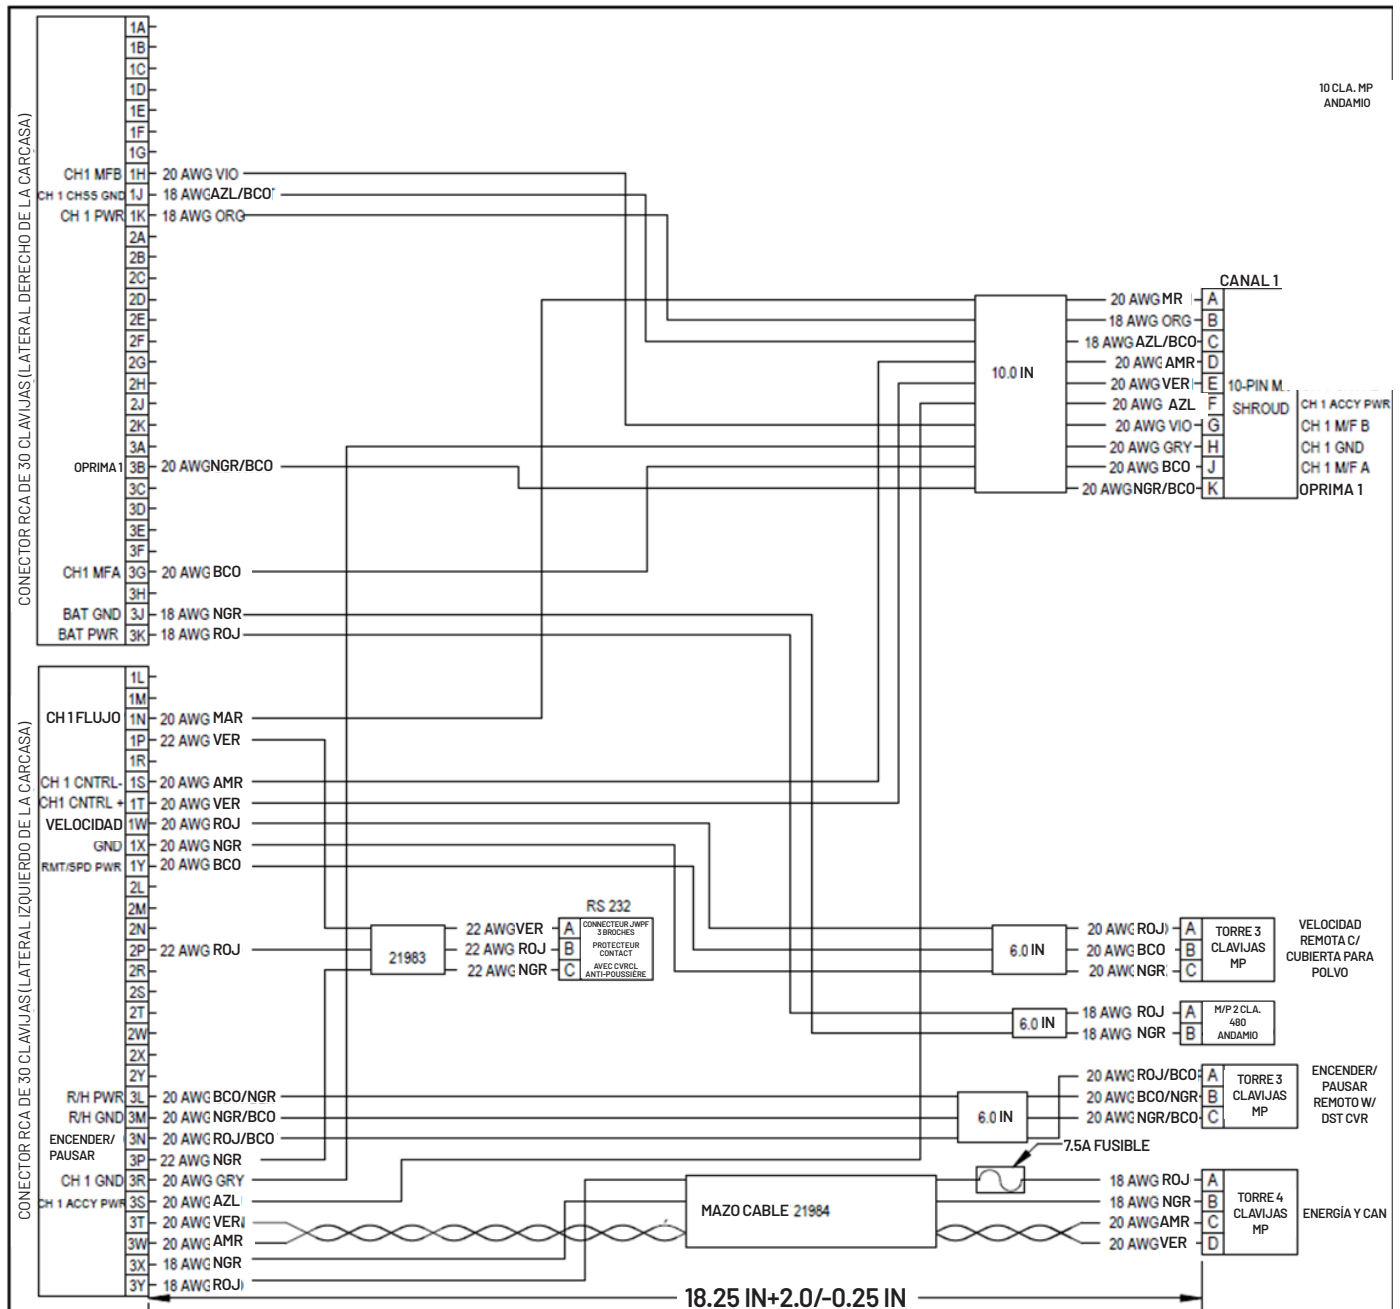 CONECTOR RCA DE 30 CLAVIJAS (LATERAL DERECHO DE LA CARCASA)
1A
1B
1C
1D
1E
1F
1G
CH1 MFB 1H 20 AWG VIO
CH 1 CHSS GND 1J 18 AWG AZL/BCO
CH 1 PWR 1K 18 AWG ORG
2A
2B
2C
2D
2E
2F
2G
2H
2J
2K
3A
OPRIMA 1 3B 20 AWG NGR/BCO
3C
3D
3E
3F
CH1 MFA 3G 20 AWG BCO
3H
BAT GND 3J 18 AWG NGR
BAT PWR 3K 18 AWG ROJ
10 CLA. MP
ANDAMIO
CANAL 1
10.0 IN
20 AWG MR A
18 AWG ORG B
18 AWG AZL/BCO C
20 AWG AMR D
20 AWG VER E
20 AWG AZL F
20 AWG VIO G
20 AWG GRY H
20 AWG BCO J
20 AWG NGR/BCO K
10-PIN M.
SHROUD
CH 1 ACCY PWR
CH 1 M/F B
CH 1 GND
CH 1 M/F A
OPRIMA 1
CONECTOR RCA DE 30 CLAVIJAS (LATERAL IZQUIERDO DE LA CARCASA)
1L
1M
CH 1 FLUJO 1N 20 AWG MAR
1P 22 AWG VER
1R
CH 1 CNTRL- 1S 20 AWG AMR
CH1 CNTRL + 1T 20 AWG VER
VELOCIDAD 1W 20 AWG ROJ
GND 1X 20 AWG NGR
RMT/SPD PWR 1Y 20 AWG BCO
2L
2M
2N
2P 22 AWG ROJ
2R
2S
2T
2W
2X
2Y
R/H PWR 3L 20 AWG BCO/NGR
R/H GND 3M 20 AWG NGR/BCO
ENCENDER/
PAUSAR
3N 20 AWG ROJ/BCO
3P 22 AWG NGR
CH 1 GND 3R 20 AWG GRY
CH 1 ACCY PWR 3S 20 AWG AZL
3T 20 AWG VER
3W 20 AWG AMR
3X 18 AWG NGR
3Y 18 AWG ROJ
21983
RS 232
22 AWG VER A
22 AWG ROJ B
22 AWG NGR C
CONNECTEUR JWPF
3 BROCHES
PROTECTEUR
CONTACT
AVEC CVRCL
ANTI-POUSSIÈRE
6.0 IN
20 AWG ROJ A
20 AWG BCO B
20 AWG NGR C
TORRE 3
CLAVIJAS
MP
VELOCIDAD
REMOTA C/
CUBIERTA PARA
POLVO
6.0 IN
18 AWG ROJ A
18 AWG NGR B
M/P 2 CLA.
480
ANDAMIO
6.0 IN
20 AWG ROJ/BCO A
20 AWG BCO/NGR B
20 AWG NGR/BCO C
TORRE 3
CLAVIJAS
MP
ENCENDER/
PAUSAR
REMOTO W/
DST CVR
7.5A FUSIBLE
MAZO CABLE 21984
18 AWG ROJ A
18 AWG NGR B
20 AWG AMR C
20 AWG VER D
TORRE 4
CLAVIJAS
MP
ENERGÍA Y CAN
18.25 IN+2.0/-0.25 IN